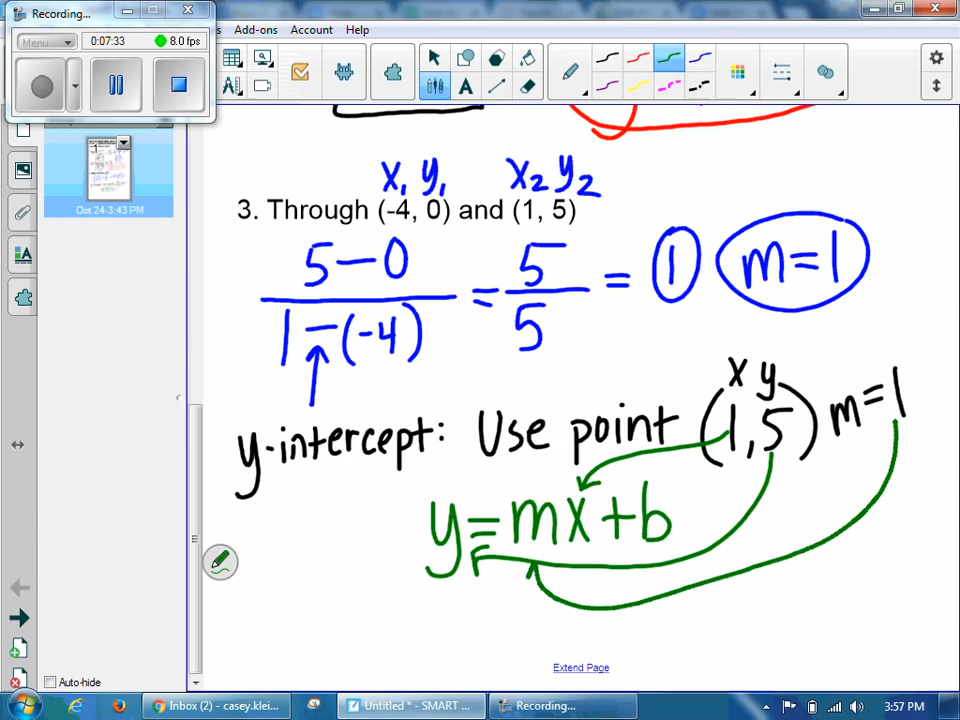 Recording...
Menu
0:07:33
8.0 fps
Add-ons Account Help
Oct 24-3:43 PM
x₁ y₁ x₂ y₂
3. Through (-4, 0) and (1, 5)
5 — 0
1 — (-4)
= 5
5
= 1 m=1
x y
y-intercept: Use point (1,5) m=1
y=mx+b
Extend Page
Auto-hide
Inbox (2) - casey.klei...
Untitled * - SMART ...
Recording...
3:57 PM